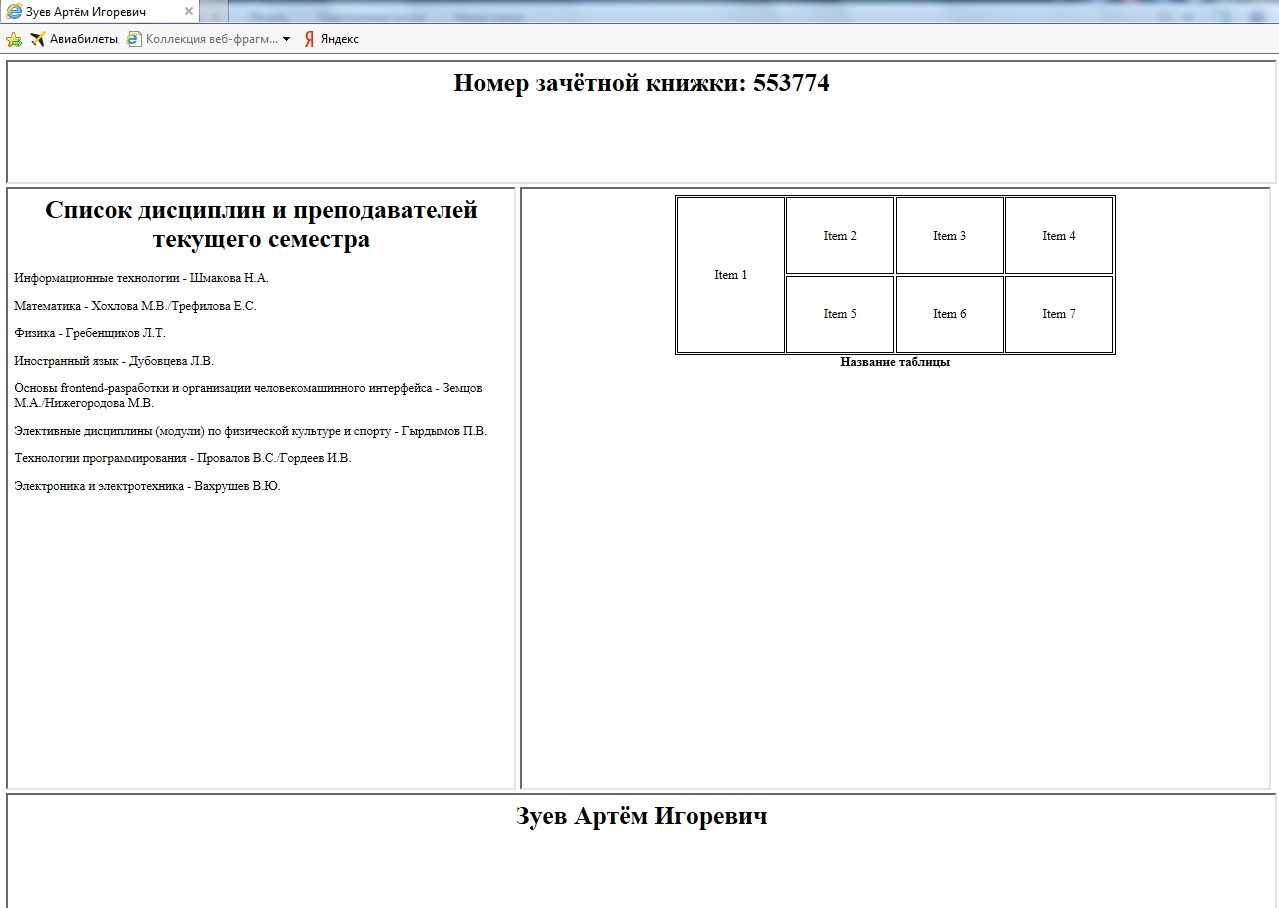 Зуев Артём Игоревич
Авиабилеты
Коллекция веб-фрагм...
Яндекс
Номер зачётной книжки: 553774
Список дисциплин и преподавателей
текущего семестра
Информационные технологии - Шмакова Н.А.
Математика - Хохлова М.В./Трефилова Е.С.
Физика - Гребенщиков Л.Т.
Иностранный язык - Дубовцева Л.В.
Основы frontend-разработки и организации человекомашинного интерфейса - Земцов
М.А./Нижегородова М.В.
Элективные дисциплины (модули) по физической культуре и спорту - Гырдымов П.В.
Технологии программирования - Провалов В.С./Гордеев И.В.
Электроника и электротехника - Вахрушев В.Ю.
Item 1
Item 2
Item 3
Item 4
Item 5
Item 6
Item 7
Название таблицы
Зуев Артём Игоревич